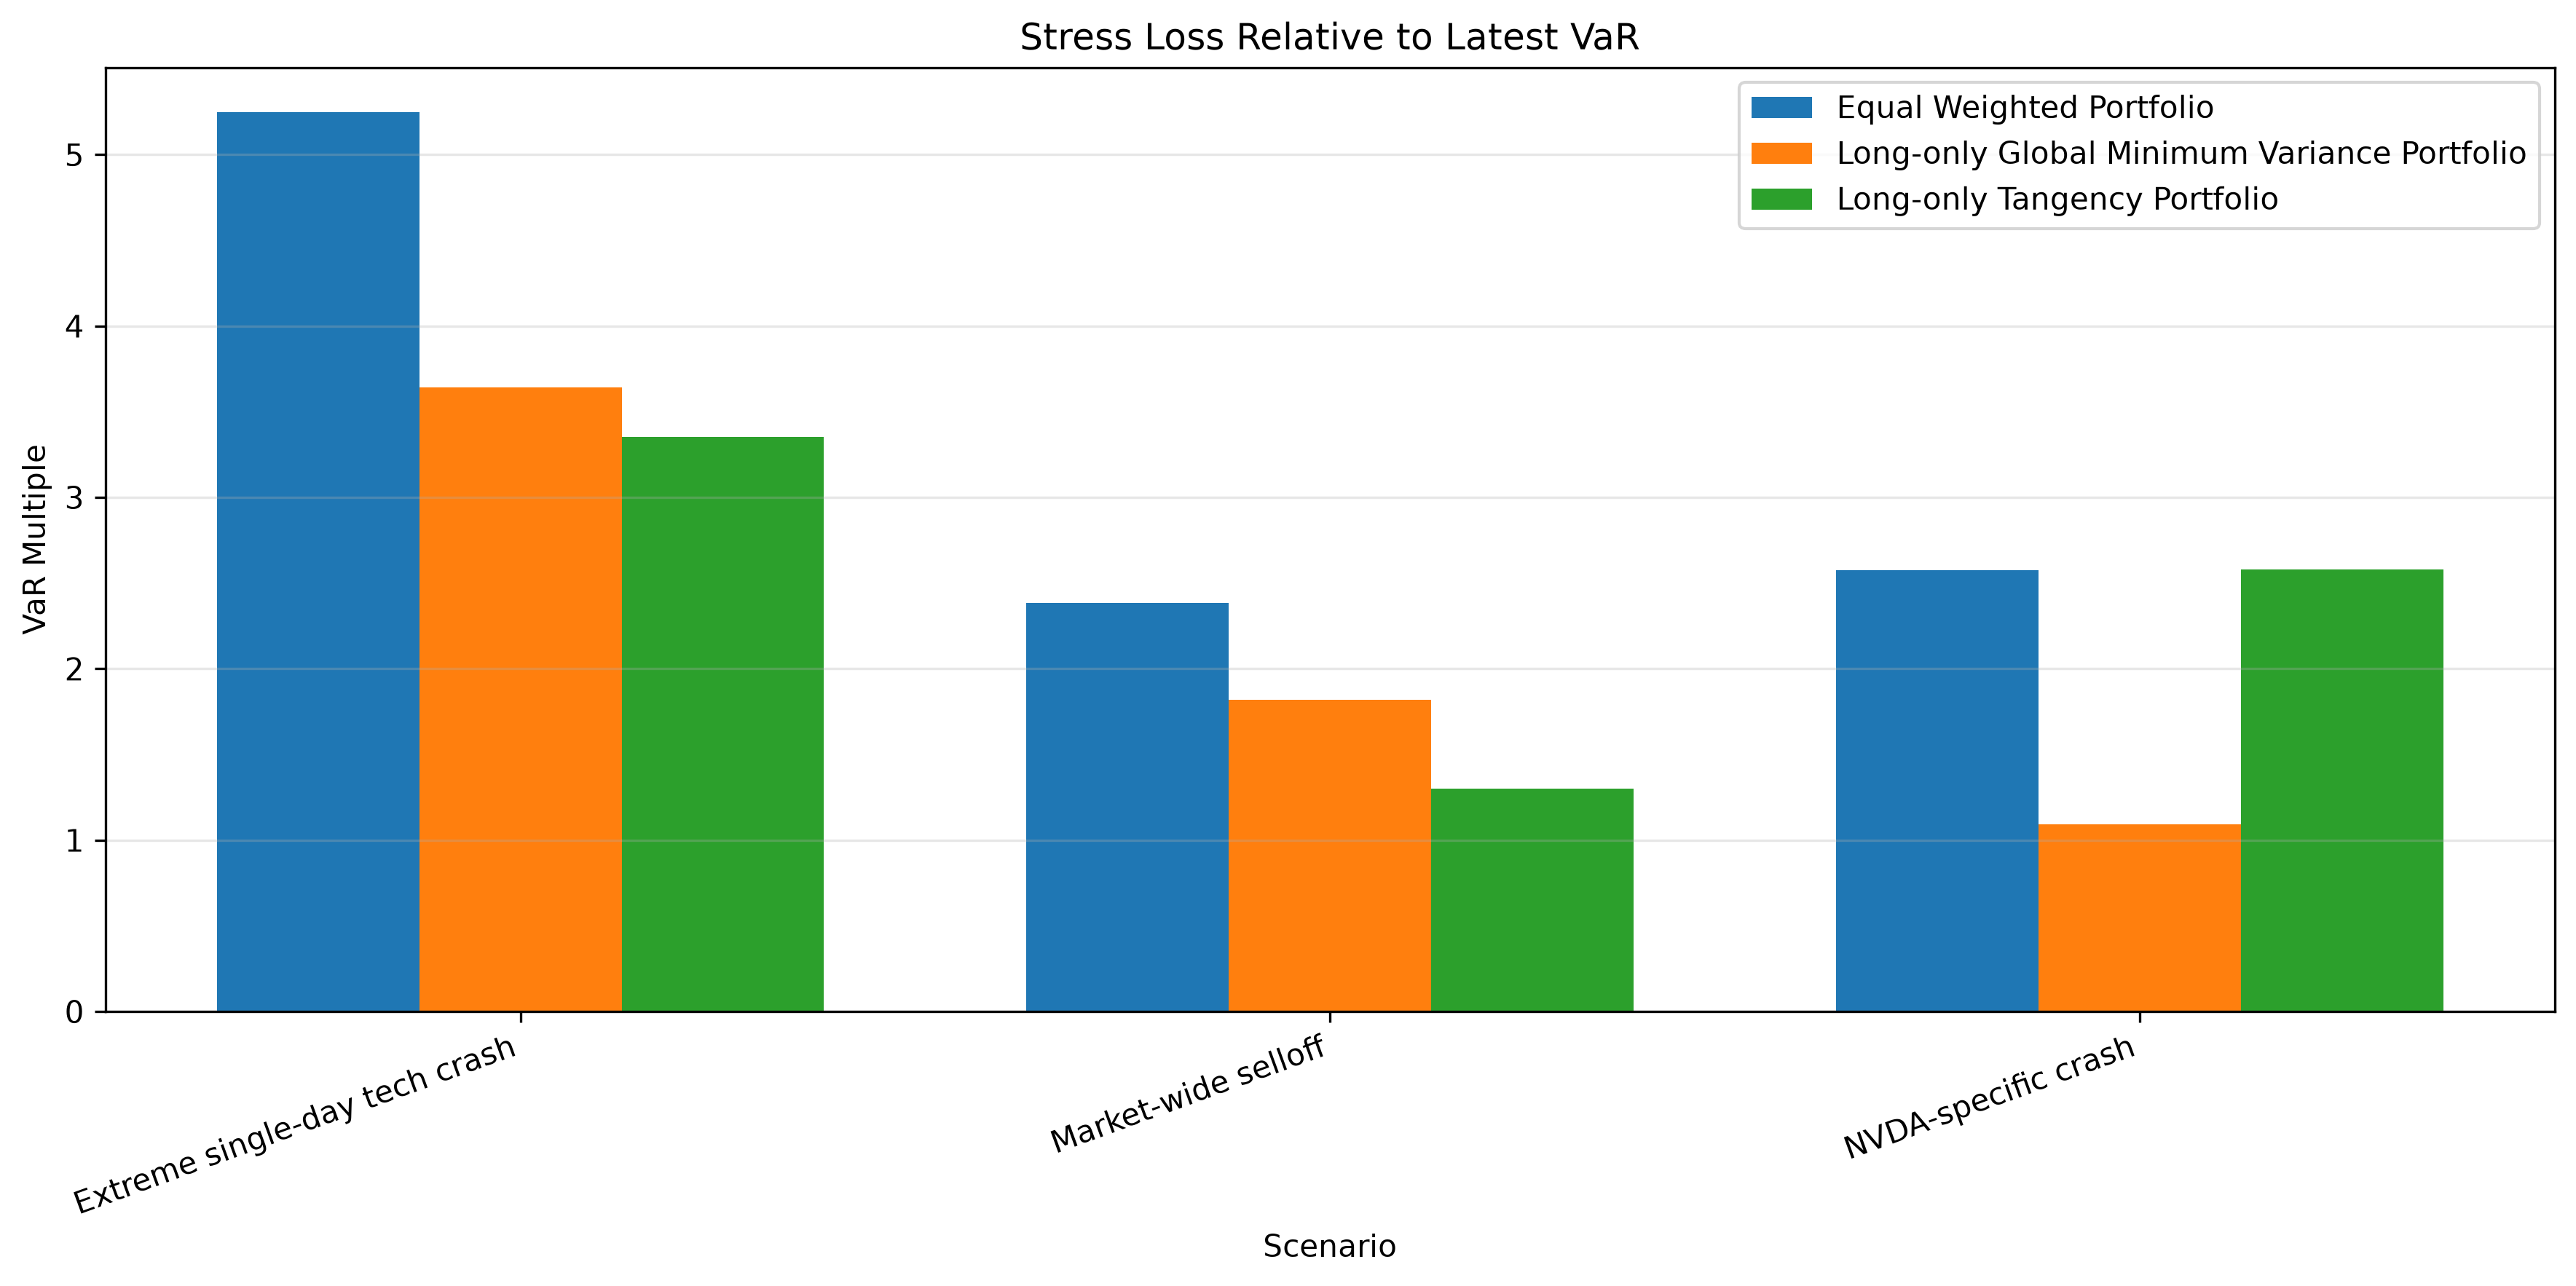 Stress Loss Relative to Latest VaR
Equal Weighted Portfolio
Long-only Global Minimum Variance Portfolio
Long-only Tangency Portfolio
VaR Multiple
5
4
3
2
1
0
Extreme single-day tech crash
Market-wide selloff
NVDA-specific crash
Scenario